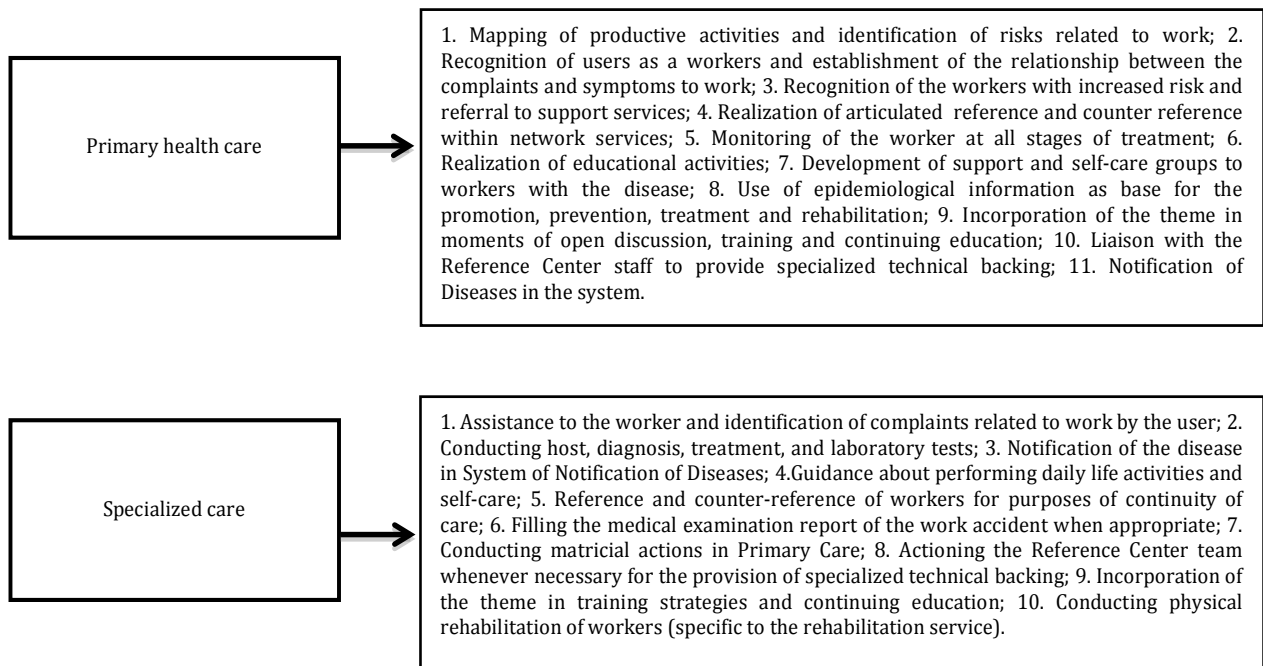 Primary health care
1. Mapping of productive activities and identification of risks related to work; 2.
Recognition of users as a workers and establishment of the relationship between the
complaints and symptoms to work; 3. Recognition of the workers with increased risk and
referral to support services; 4. Realization of articulated reference and counter reference
within network services; 5. Monitoring of the worker at all stages of treatment; 6.
Realization of educational activities; 7. Development of support and self-care groups to
workers with the disease; 8. Use of epidemiological information as base for the
promotion, prevention, treatment and rehabilitation; 9. Incorporation of the theme in
moments of open discussion, training and continuing education; 10. Liaison with the
Reference Center staff to provide specialized technical backing; 11. Notification of
Diseases in the system.
Specialized care
1. Assistance to the worker and identification of complaints related to work by the user; 2.
Conducting host, diagnosis, treatment, and laboratory tests; 3. Notification of the disease
in System of Notification of Diseases; 4.Guidance about performing daily life activities and
self-care; 5. Reference and counter-reference of workers for purposes of continuity of
care; 6. Filling the medical examination report of the work accident when appropriate; 7.
Conducting matricial actions in Primary Care; 8. Actioning the Reference Center team
whenever necessary for the provision of specialized technical backing; 9. Incorporation of
the theme in training strategies and continuing education; 10. Conducting physical
rehabilitation of workers (specific to the rehabilitation service).